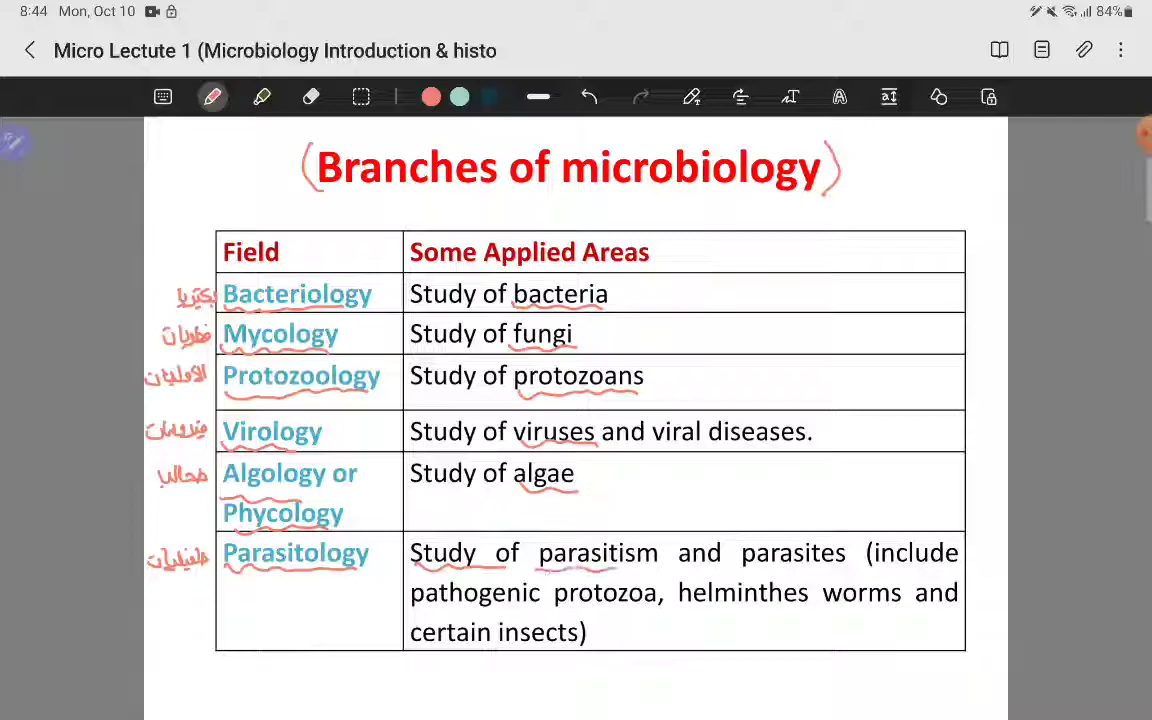 8:44 Mon, Oct 10
84%
Micro Lectute 1 (Microbiology Introduction & histo
(Branches of microbiology)
Field Some Applied Areas
بكتريا Bacteriology Study of bacteria
فطريات Mycology Study of fungi
الاوليات Protozoology Study of protozoans
فيروسات Virology Study of viruses and viral diseases.
طحالب Algology or Study of algae
Phycology
طفيليات Parasitology Study of parasitism and parasites (include
pathogenic protozoa, helminthes worms and
certain insects)